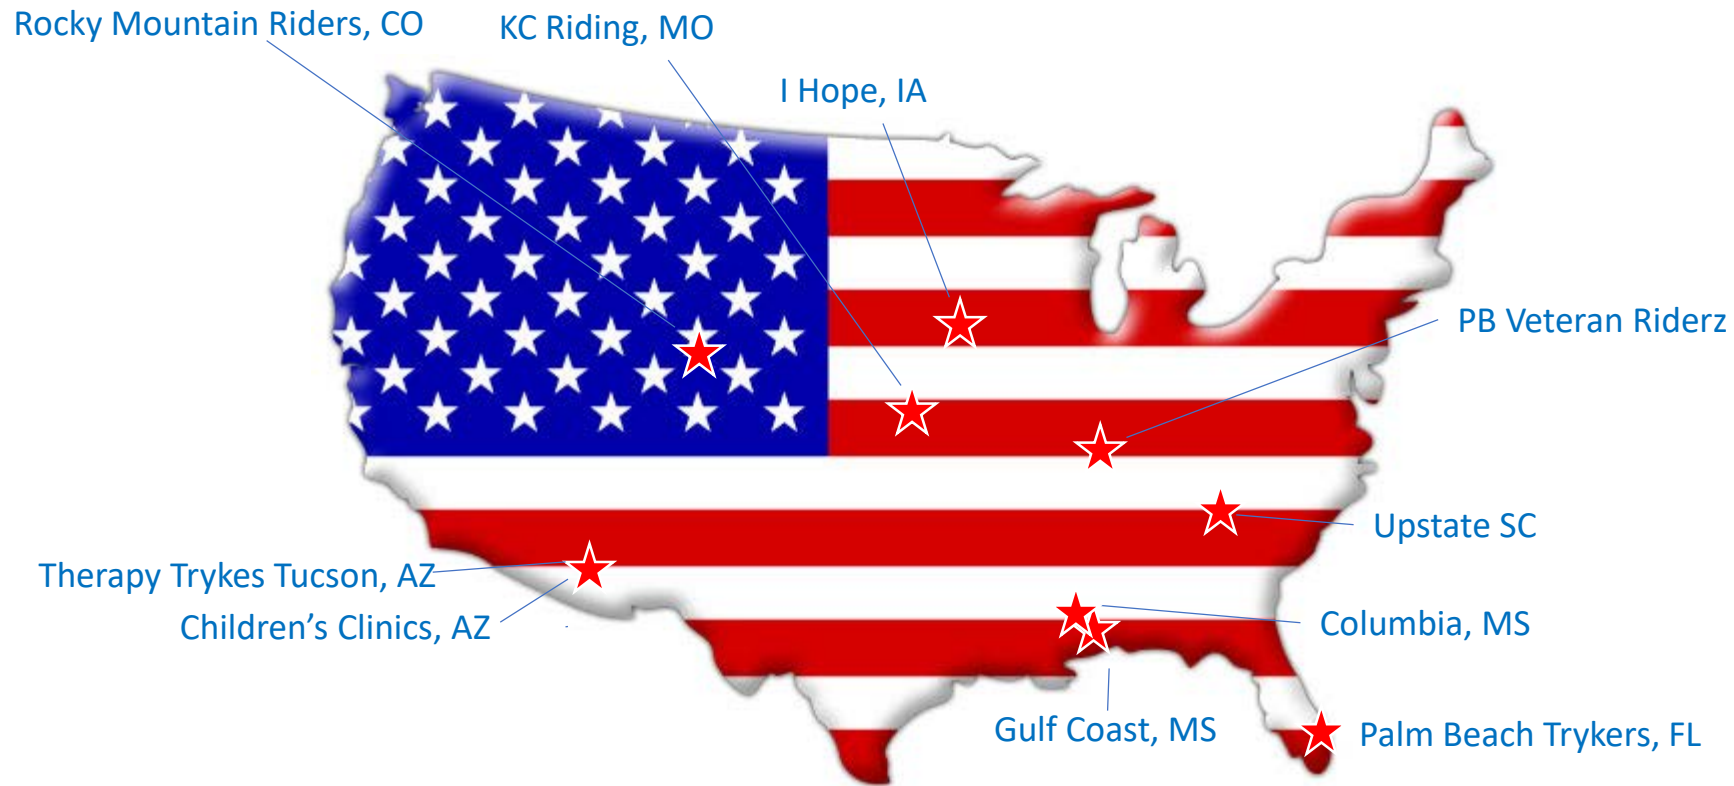 Rocky Mountain Riders, CO
KC Riding, MO
I Hope, IA
PB Veteran Riderz
Upstate SC
Therapy Trykes Tucson, AZ
Children’s Clinics, AZ
Columbia, MS
Gulf Coast, MS
Palm Beach Trykers, FL